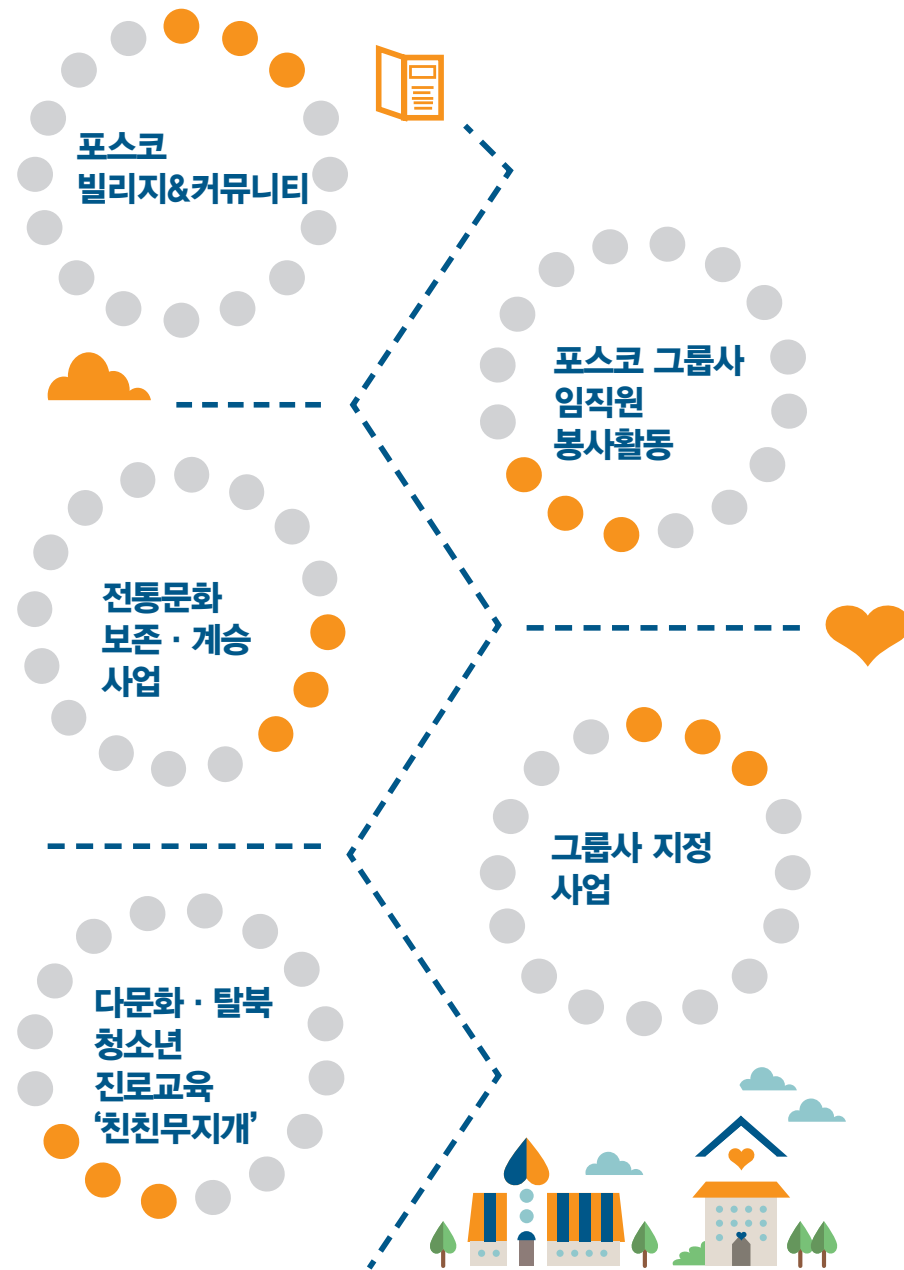 포스코
빌리지&커뮤니티
포스코 그룹사
임직원
봉사활동
전통문화
보존 · 계승
사업
그룹사 지정
사업
다문화 · 탈북
청소년
진로교육
‘친친무지개’